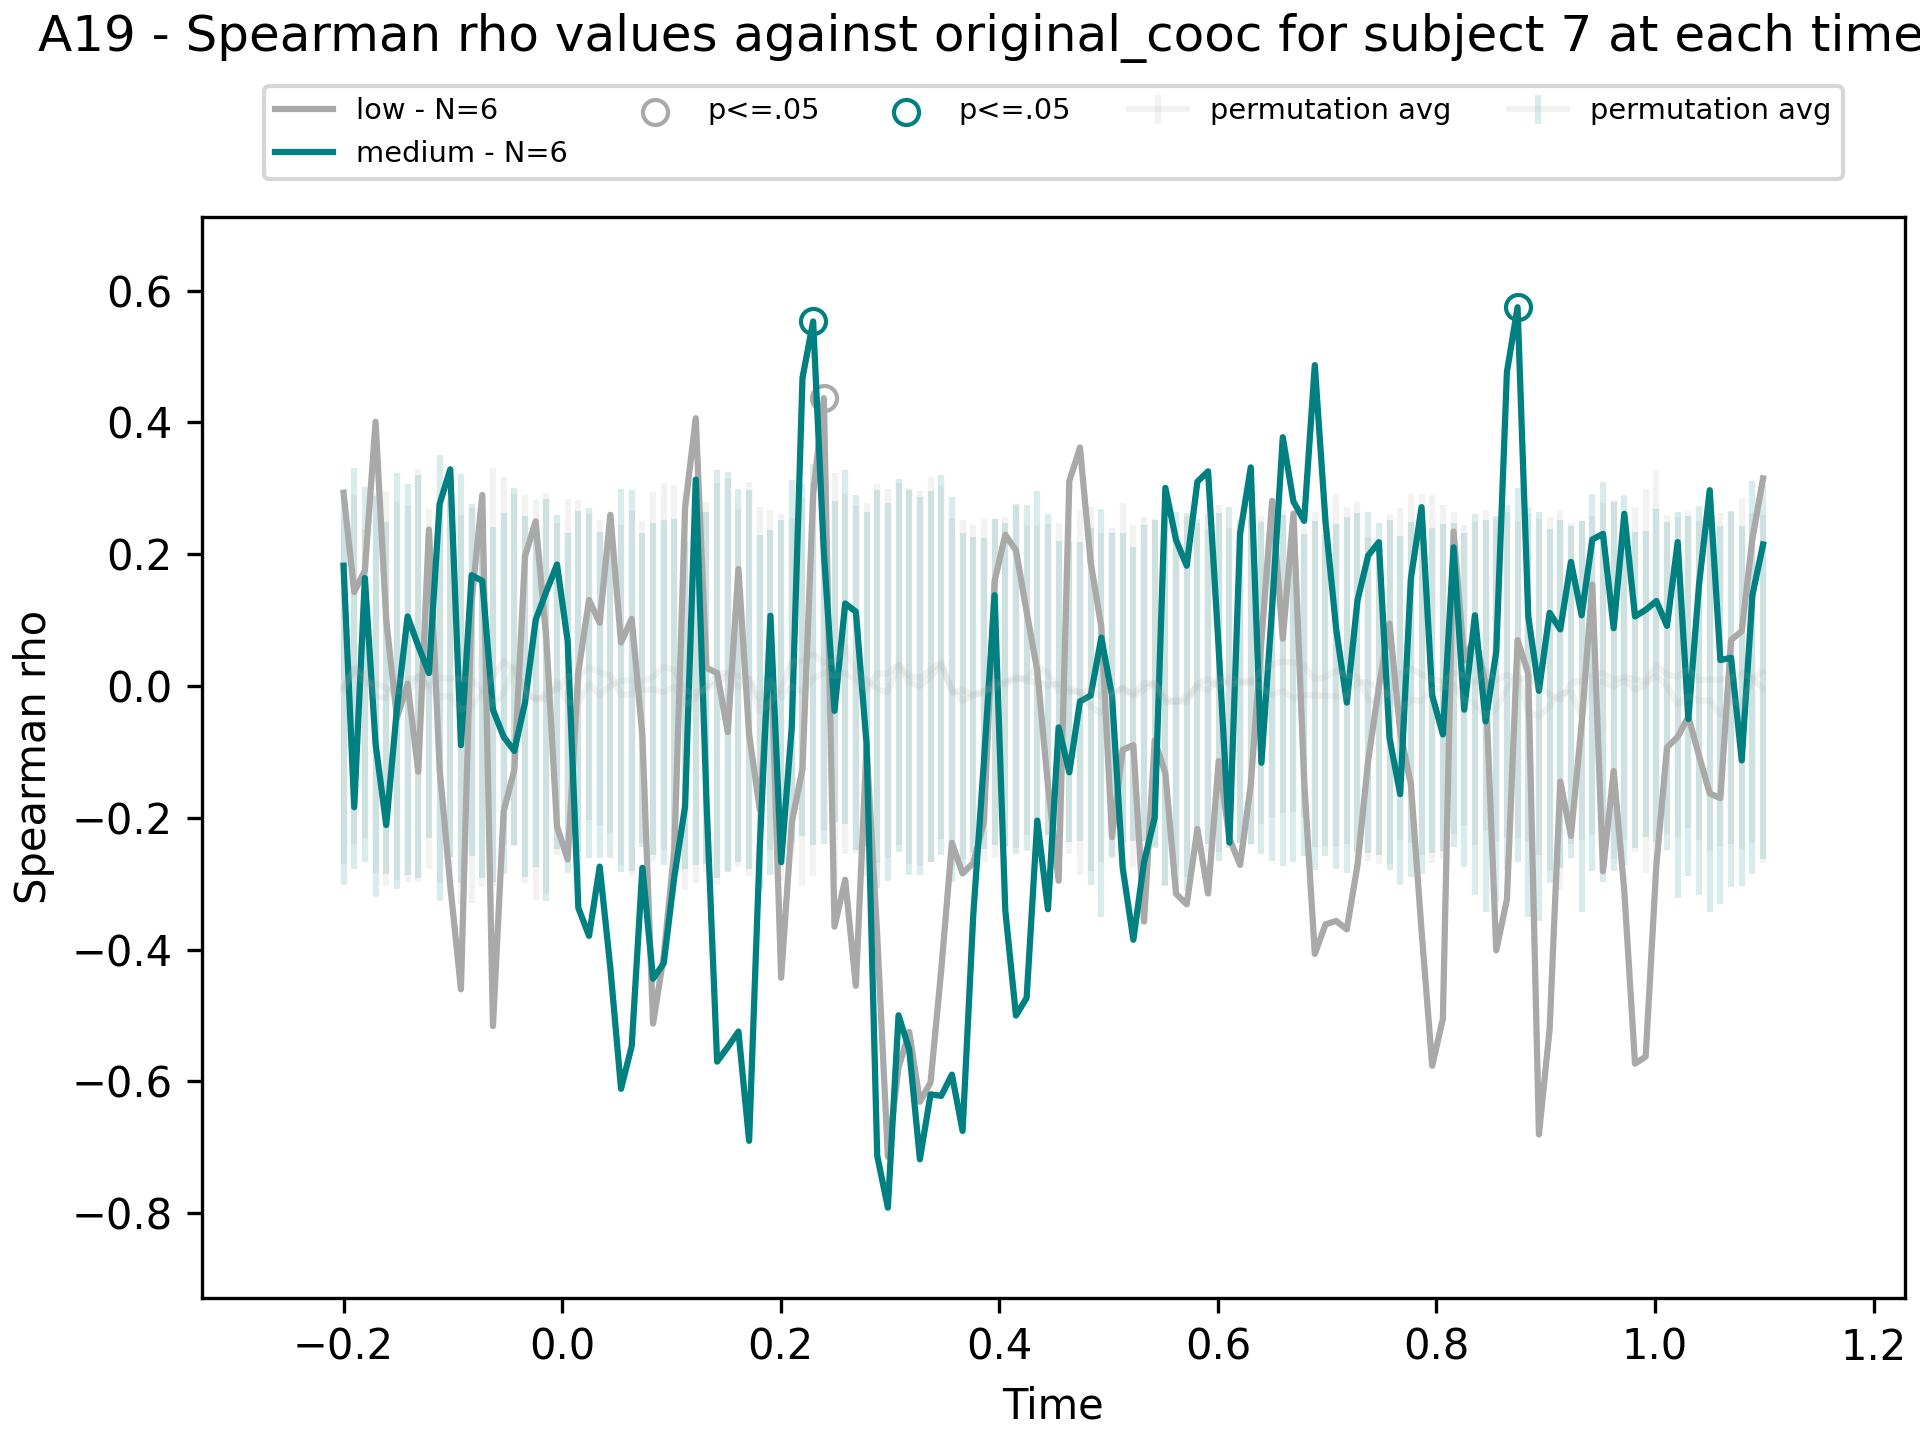 A19 - Spearman rho values against original_cooc for subject 7 at each time
low - N=6
medium - N=6
p<=.05
p<=.05
permutation avg
permutation avg
Spearman rho
0.6
0.4
0.2
0.0
−0.2
−0.4
−0.6
−0.8
−0.2
0.0
0.2
0.4
0.6
0.8
1.0
1.2
Time